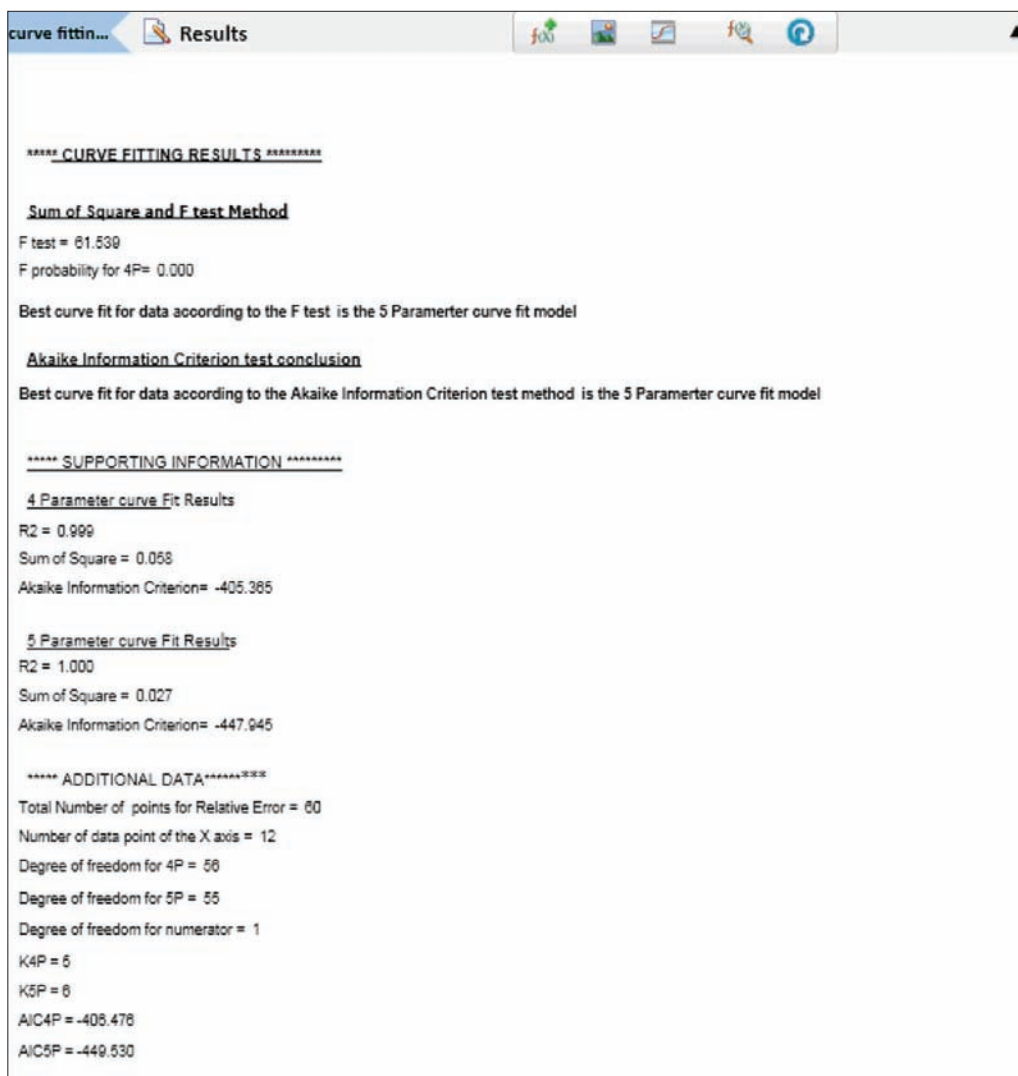 curve fittin...
Results
f(x)
***** CURVE FITTING RESULTS *********
Sum of Square and F test Method
F test = 61.539
F probability for 4P= 0.000
Best curve fit for data according to the F test is the 5 Paramerter curve fit model
Akaike Information Criterion test conclusion
Best curve fit for data according to the Akaike Information Criterion test method is the 5 Paramerter curve fit model
***** SUPPORTING INFORMATION *********
4 Parameter curve Fit Results
R2 = 0.999
Sum of Square = 0.058
Akaike Information Criterion= -405.365
5 Parameter curve Fit Results
R2 = 1.000
Sum of Square = 0.027
Akaike Information Criterion= -447.945
***** ADDITIONAL DATA*********
Total Number of points for Relative Error = 60
Number of data point of the X axis = 12
Degree of freedom for 4P = 56
Degree of freedom for 5P = 55
Degree of freedom for numerator = 1
K4P = 5
K5P = 6
AIC4P = -406.476
AIC5P = -449.530